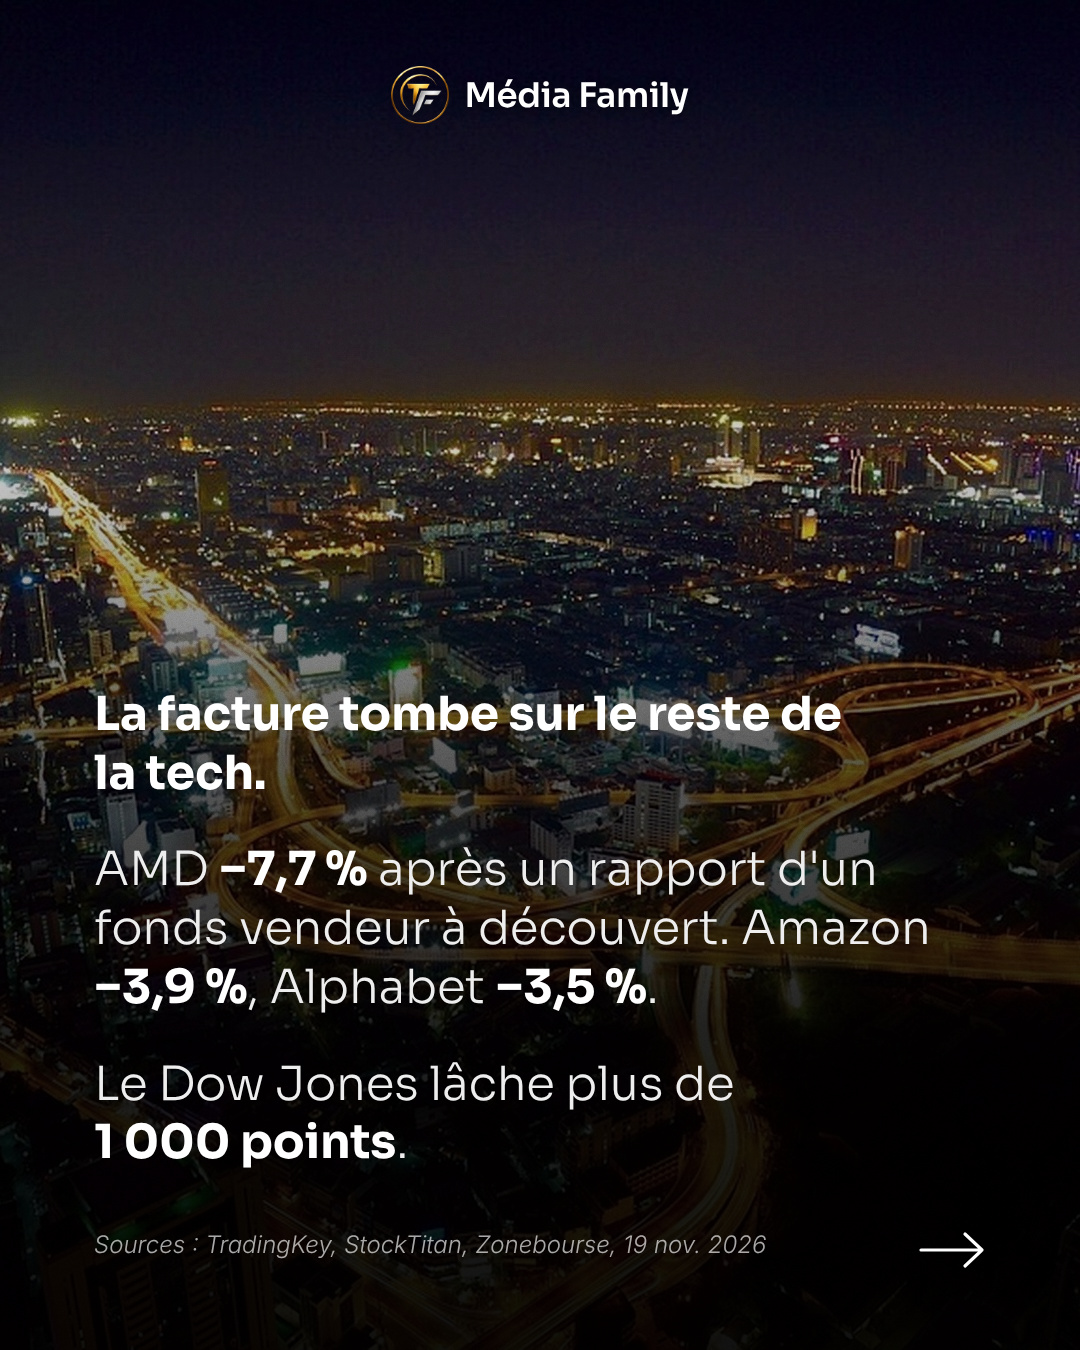 TF Média Family
La facture tombe sur le reste de
la tech.
AMD −7,7 % après un rapport d'un
fonds vendeur à découvert. Amazon
−3,9 %, Alphabet −3,5 %.
Le Dow Jones lâche plus de
1 000 points.
Sources : TradingKey, StockTitan, Zonebourse, 19 nov. 2026